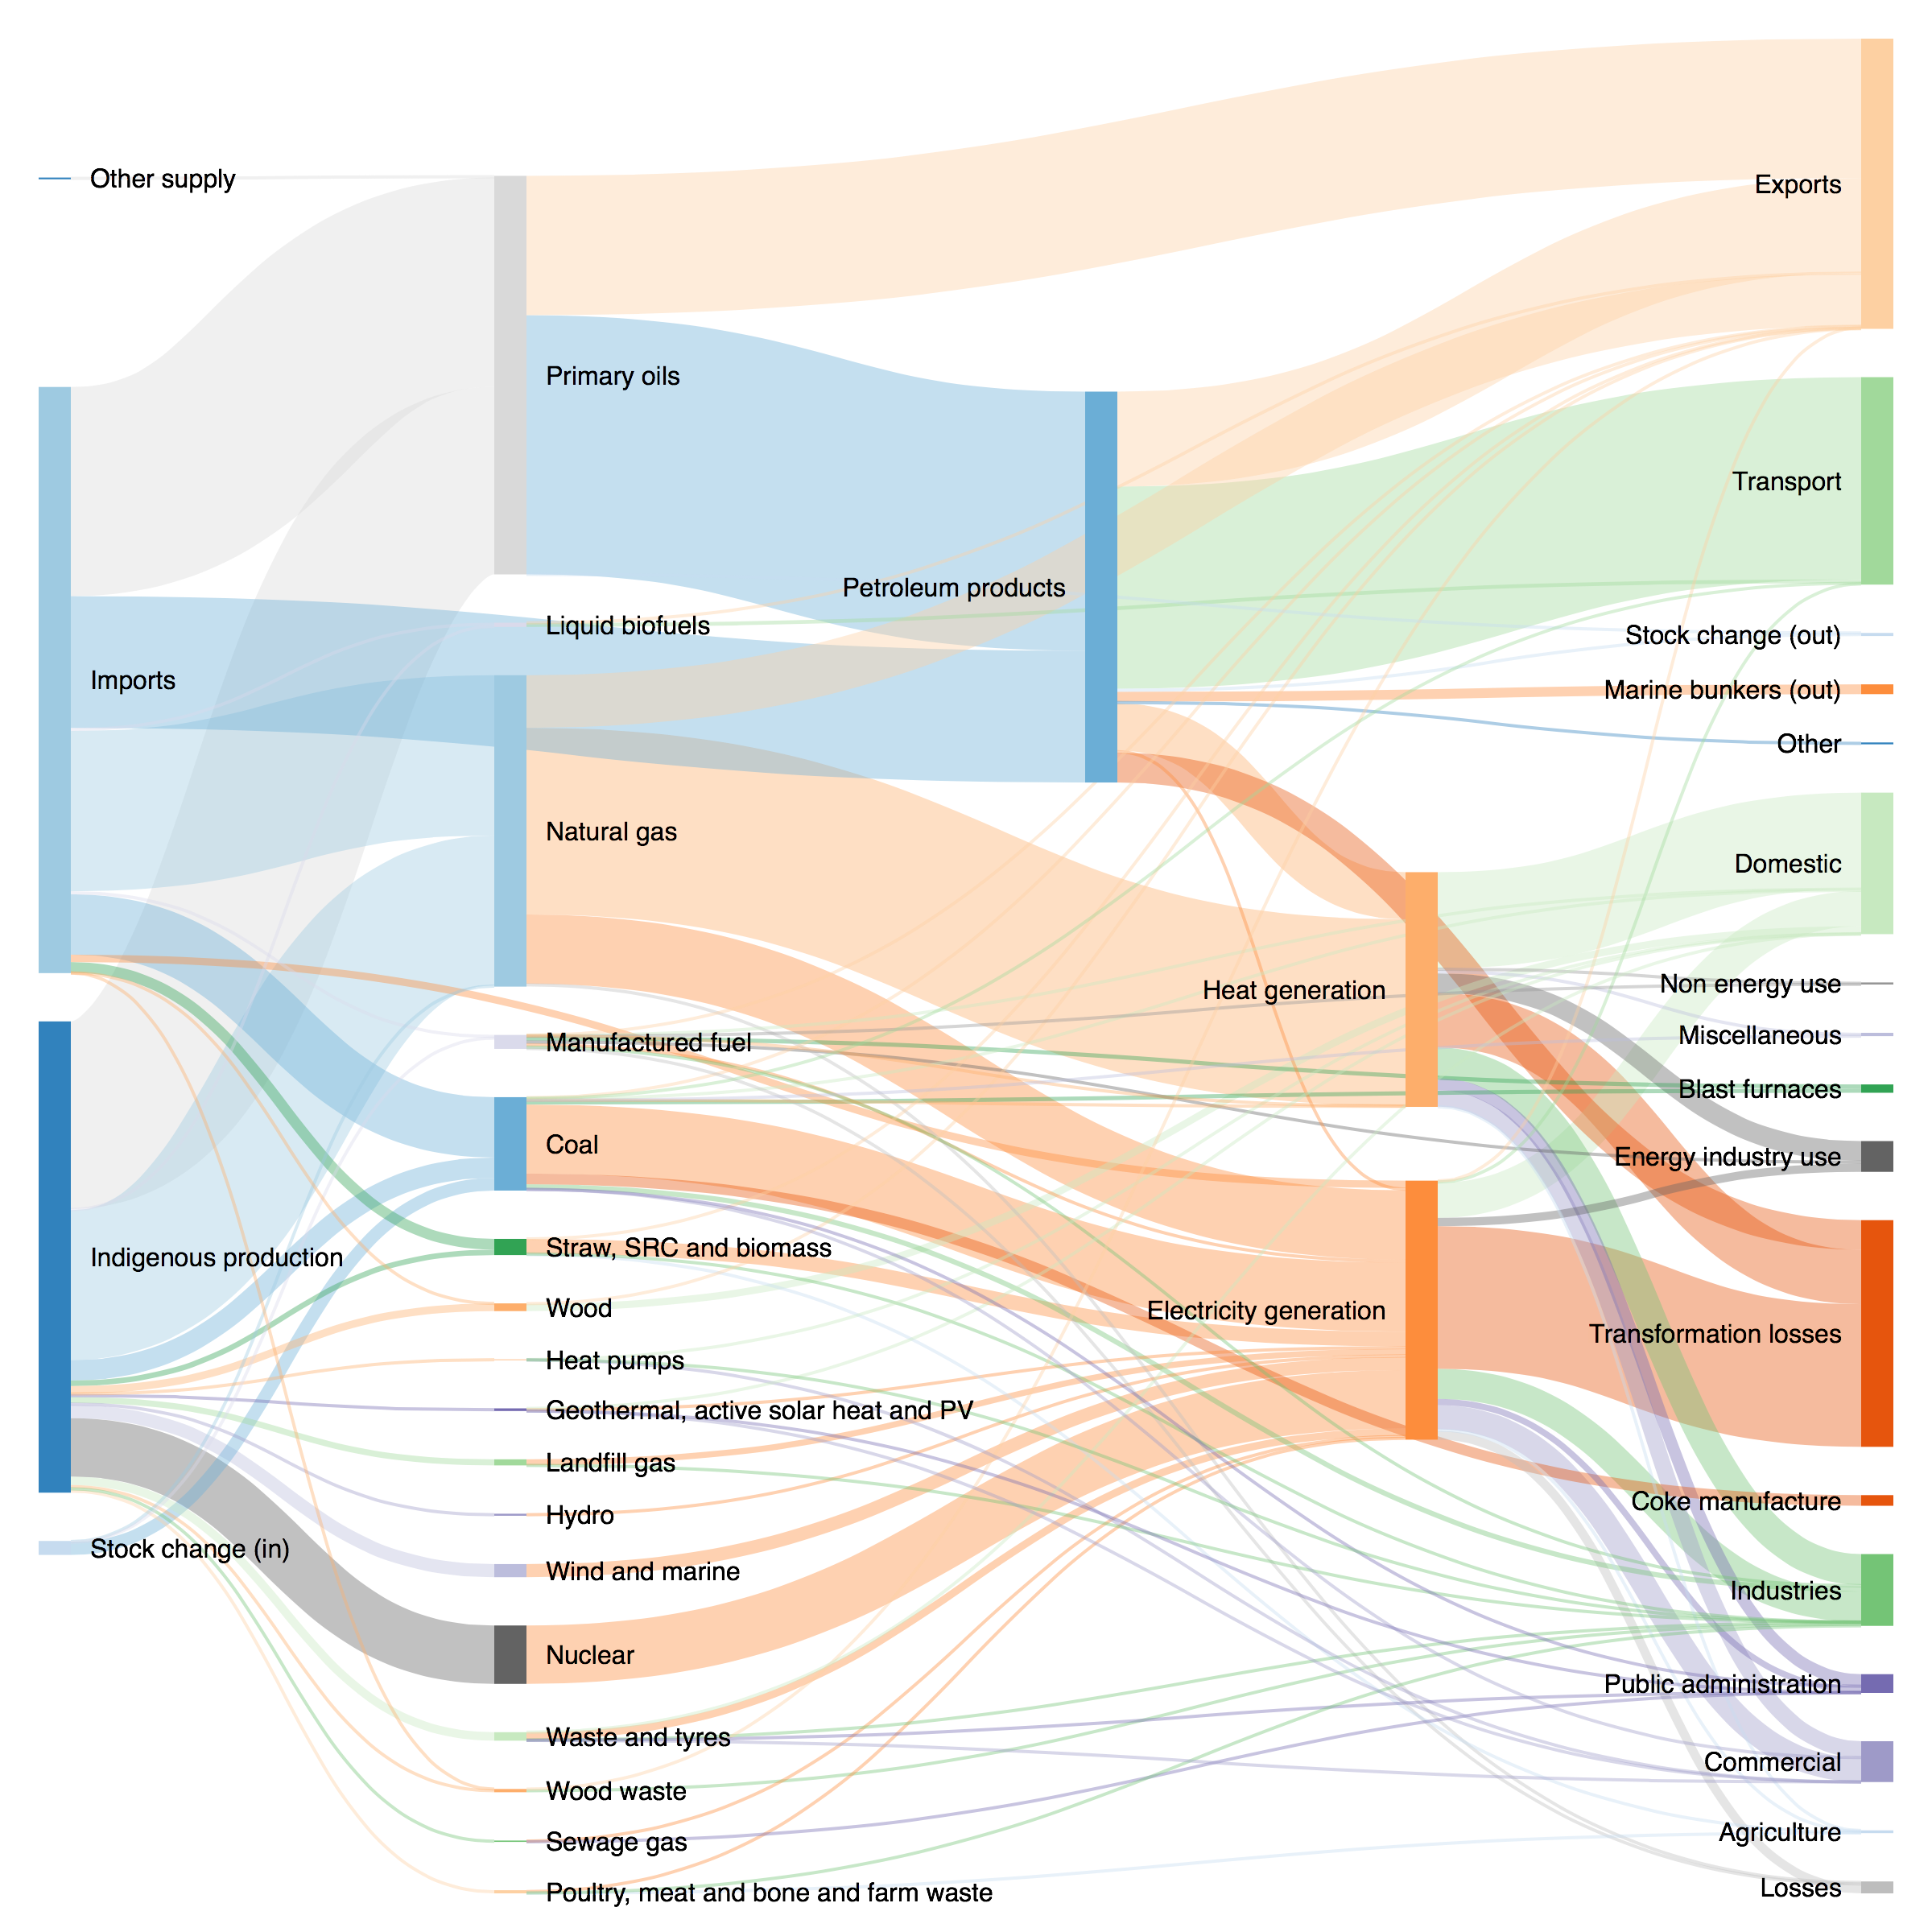 Other supply
Imports
Indigenous production
Stock change (in)
Primary oils
Liquid biofuels
Natural gas
Manufactured fuel
Coal
Straw, SRC and biomass
Wood
Heat pumps
Geothermal, active solar heat and PV
Landfill gas
Hydro
Wind and marine
Nuclear
Waste and tyres
Wood waste
Sewage gas
Poultry, meat and bone and farm waste
Petroleum products
Heat generation
Electricity generation
Exports
Transport
Stock change (out)
Marine bunkers (out)
Other
Domestic
Non energy use
Miscellaneous
Blast furnaces
Energy industry use
Transformation losses
Coke manufacture
Industries
Public administration
Commercial
Agriculture
Losses